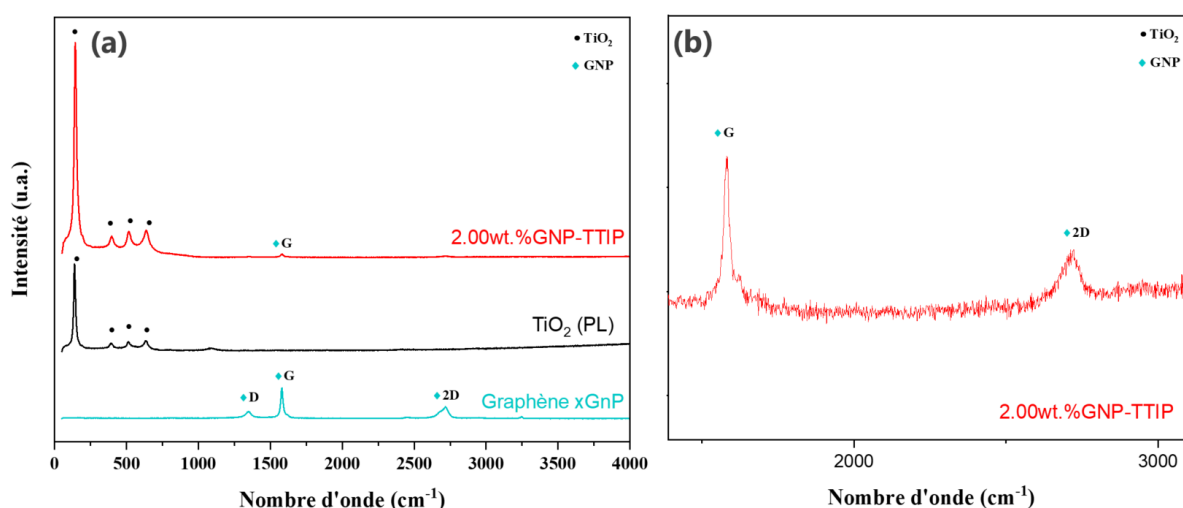 (a)
• TiO₂
◆ GNP
◆ G
2.00wt.%GNP-TTIP
TiO₂ (PL)
◆ D
◆ G
◆ 2D
Graphène xGnP
Intensité (u.a.)
0 500 1000 1500 2000 2500 3000 3500 4000
Nombre d'onde (cm⁻¹)
(b)
• TiO₂
◆ GNP
◆ G
◆ 2D
2.00wt.%GNP-TTIP
2000 3000
Nombre d'onde (cm⁻¹)